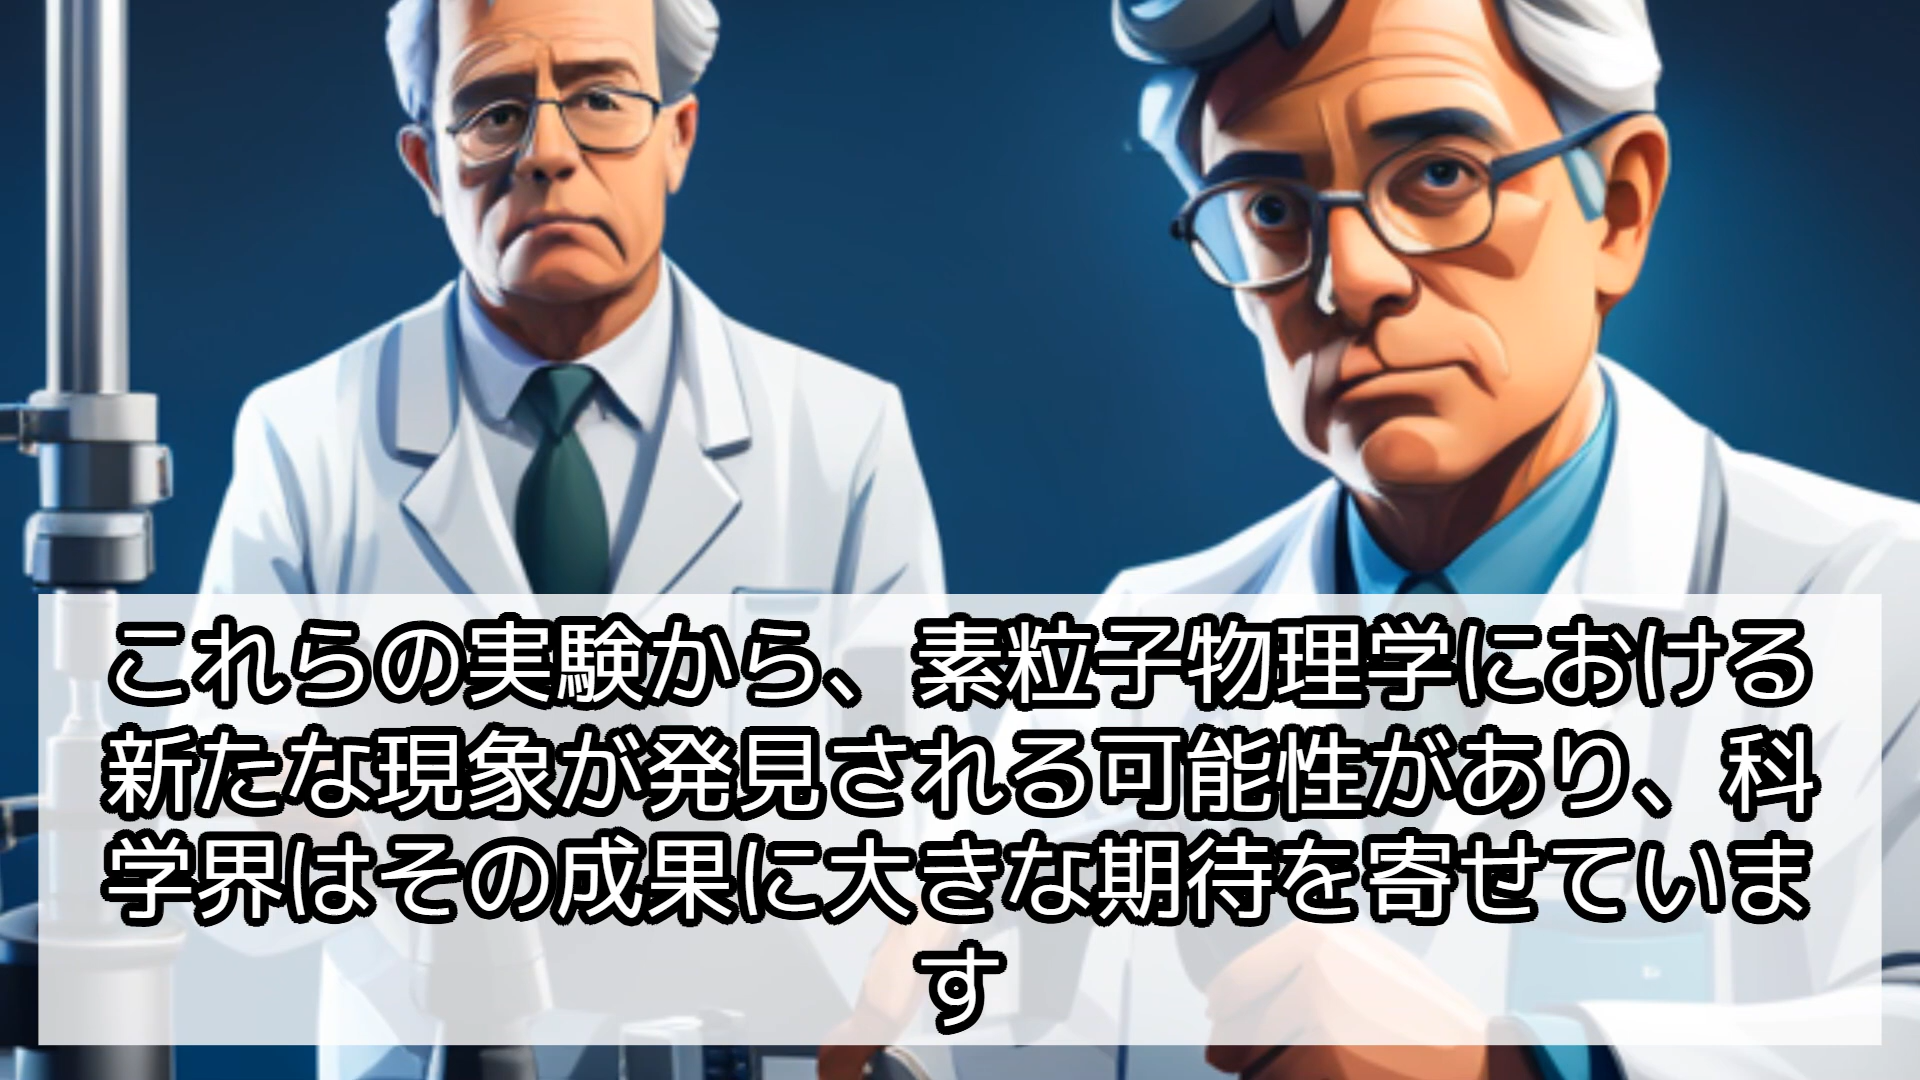 これらの実験から、素粒子物理学における
新たな現象が発見される可能性があり、科
学界はその成果に大きな期待を寄せていま
す